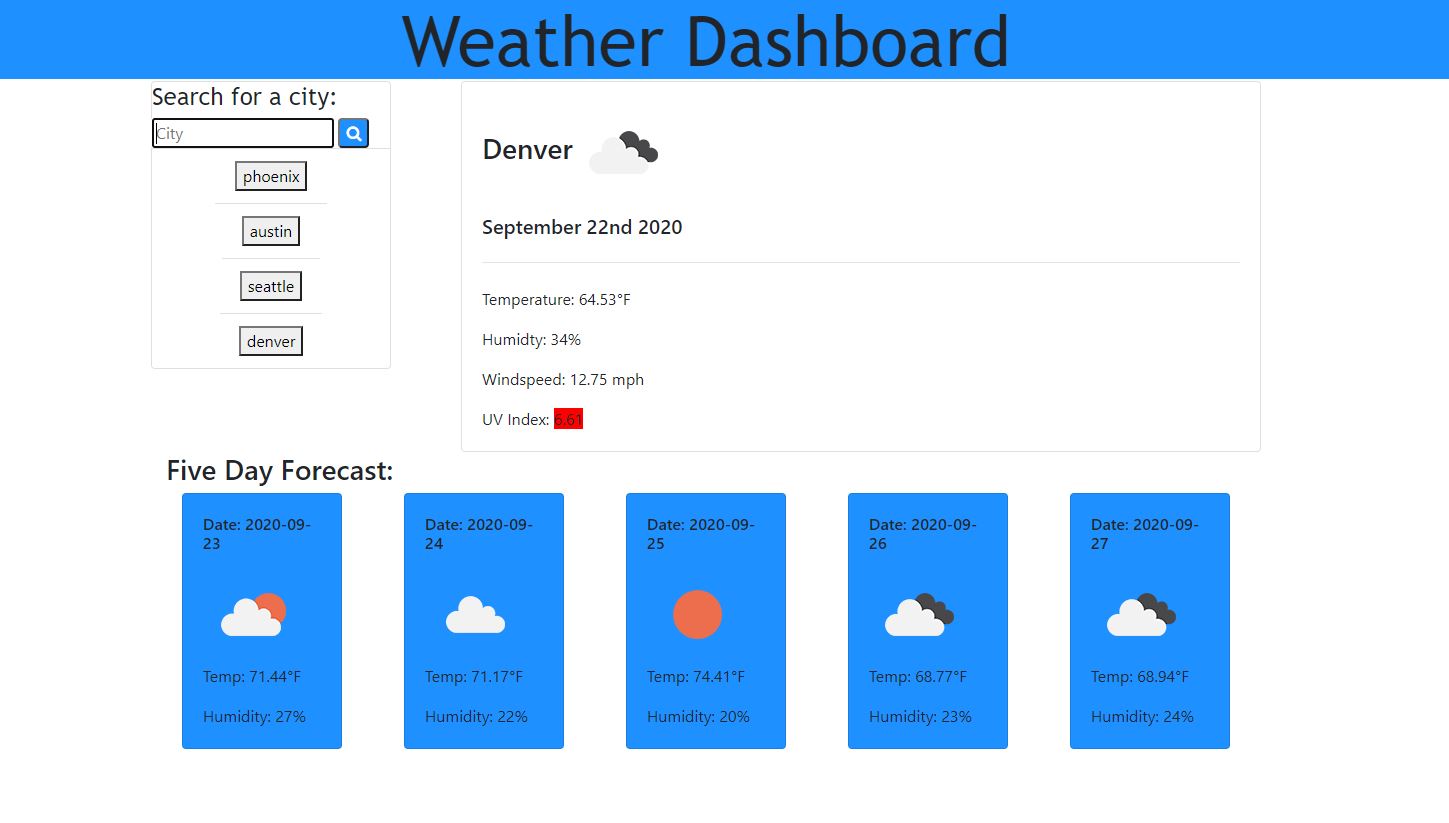 Weather Dashboard
Search for a city:
City
phoenix
austin
seattle
denver
Denver
September 22nd 2020
Temperature: 64.53°F
Humidty: 34%
Windspeed: 12.75 mph
UV Index: 6.61
Five Day Forecast:
Date: 2020-09-
23
Temp: 71.44°F
Humidity: 27%
Date: 2020-09-
24
Temp: 71.17°F
Humidity: 22%
Date: 2020-09-
25
Temp: 74.41°F
Humidity: 20%
Date: 2020-09-
26
Temp: 68.77°F
Humidity: 23%
Date: 2020-09-
27
Temp: 68.94°F
Humidity: 24%